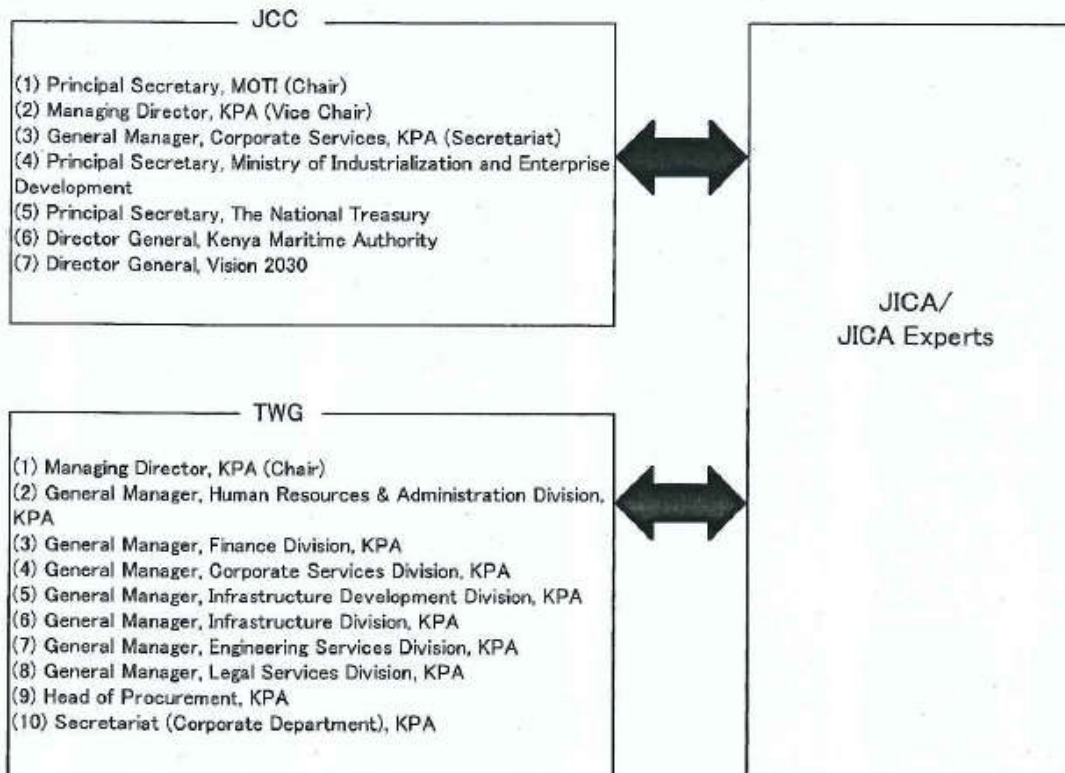 JCC
(1) Principal Secretary, MOTI (Chair)
(2) Managing Director, KPA (Vice Chair)
(3) General Manager, Corporate Services, KPA (Secretariat)
(4) Principal Secretary, Ministry of Industrialization and Enterprise
Development
(5) Principal Secretary, The National Treasury
(6) Director General, Kenya Maritime Authority
(7) Director General, Vision 2030
JICA/
JICA Experts
TWG
(1) Managing Director, KPA (Chair)
(2) General Manager, Human Resources & Administration Division,
KPA
(3) General Manager, Finance Division, KPA
(4) General Manager, Corporate Services Division, KPA
(5) General Manager, Infrastructure Development Division, KPA
(6) General Manager, Infrastructure Division, KPA
(7) General Manager, Engineering Services Division, KPA
(8) General Manager, Legal Services Division, KPA
(9) Head of Procurement, KPA
(10) Secretariat (Corporate Department), KPA